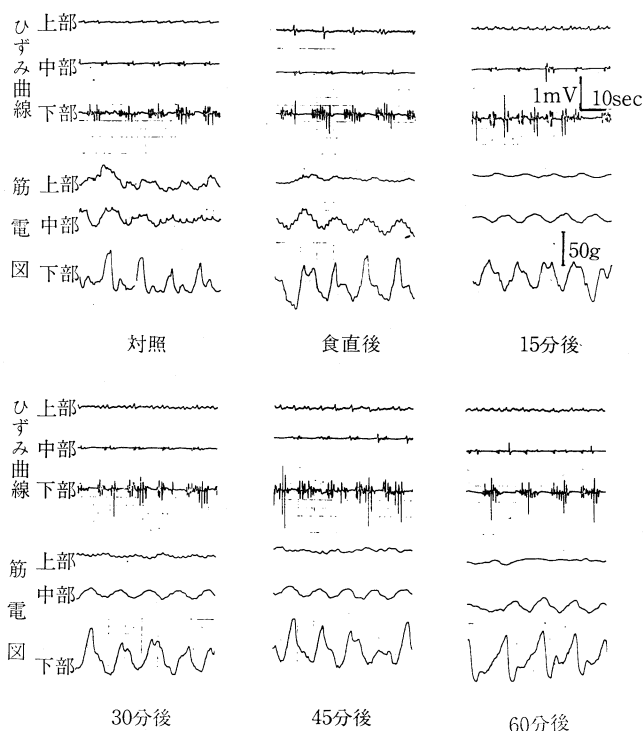 ひずみ曲線
上部
中部
下部
1mV
10sec
筋電図
上部
中部
下部
50g
対照
食直後
15分後
ひずみ曲線
上部
中部
下部
筋電図
上部
中部
下部
30分後
45分後
60分後